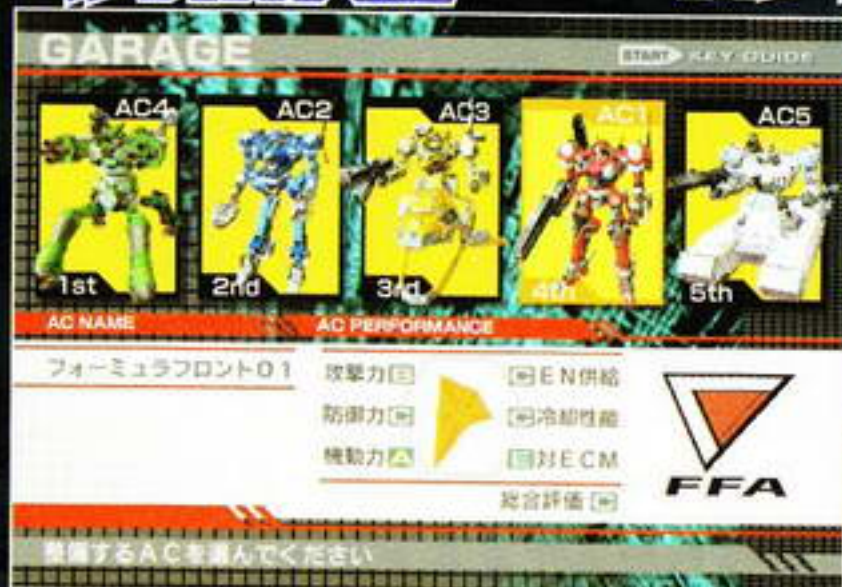 GARAGE
START KEY GUIDE
AC4
AC2
AC3
AC1
AC5
1st
2nd
3rd
4th
5th
AC NAME
AC PERFORMANCE
フォーミュラフロント01
攻撃力
EN供給
防御力
冷却性能
機動力 A
対ECM
総合評価
FFA
整備するACを選んでください